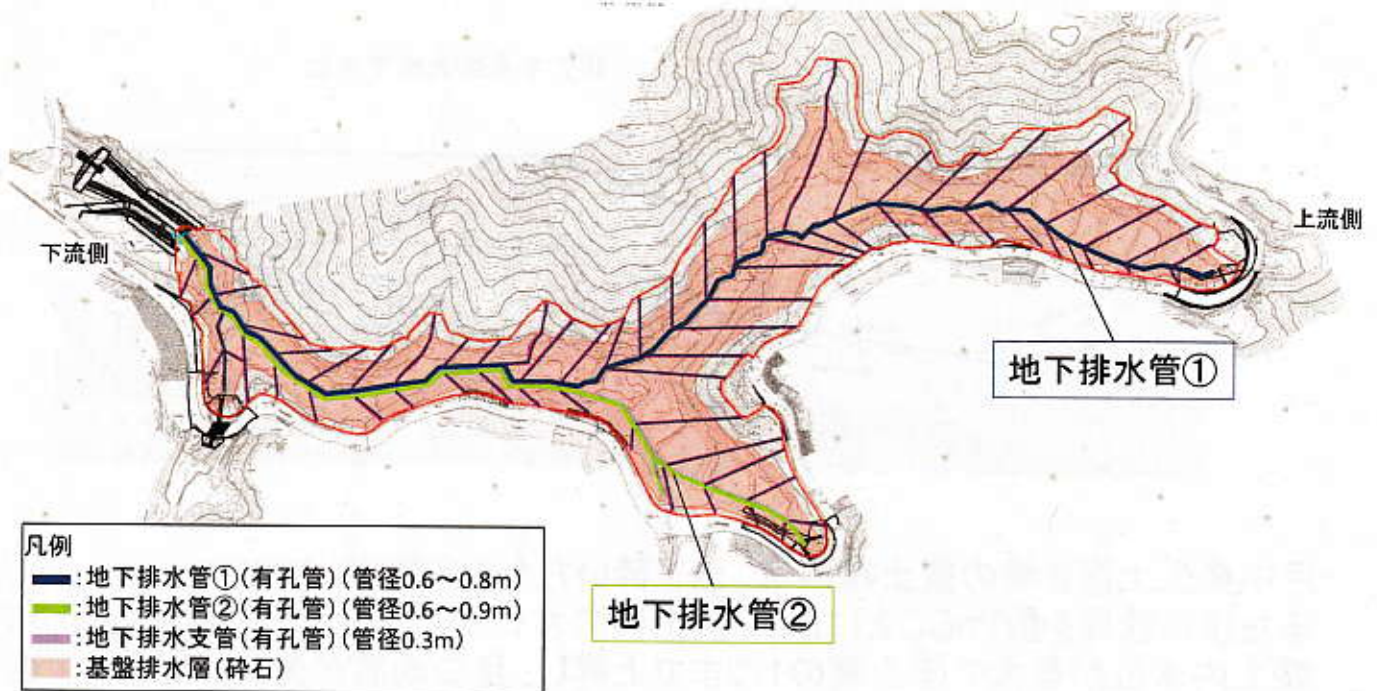 下流側
上流側
地下排水管①
地下排水管②
凡例
:地下排水管①(有孔管)(管径0.6～0.8m)
:地下排水管②(有孔管)(管径0.6～0.9m)
:地下排水支管(有孔管)(管径0.3m)
:基盤排水層(砕石)